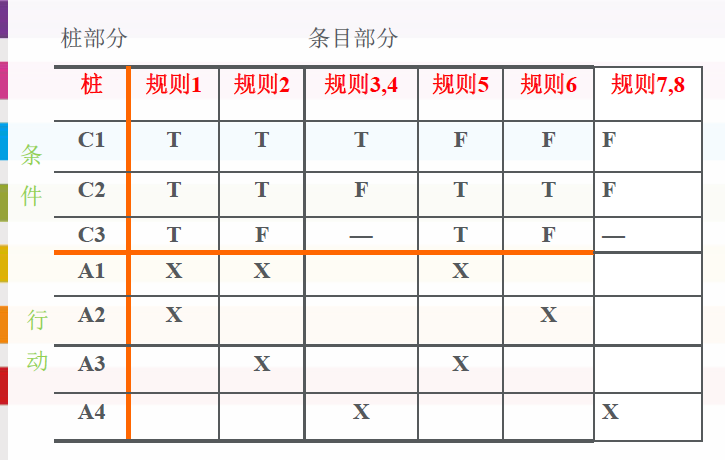 桩部分 条目部分
桩 规则1 规则2 规则3,4 规则5 规则6 规则7,8
条件
C1 T T T F F F
C2 T T F T T F
C3 T F — T F —
行动
A1 X X X
A2 X X
A3 X X
A4 X X